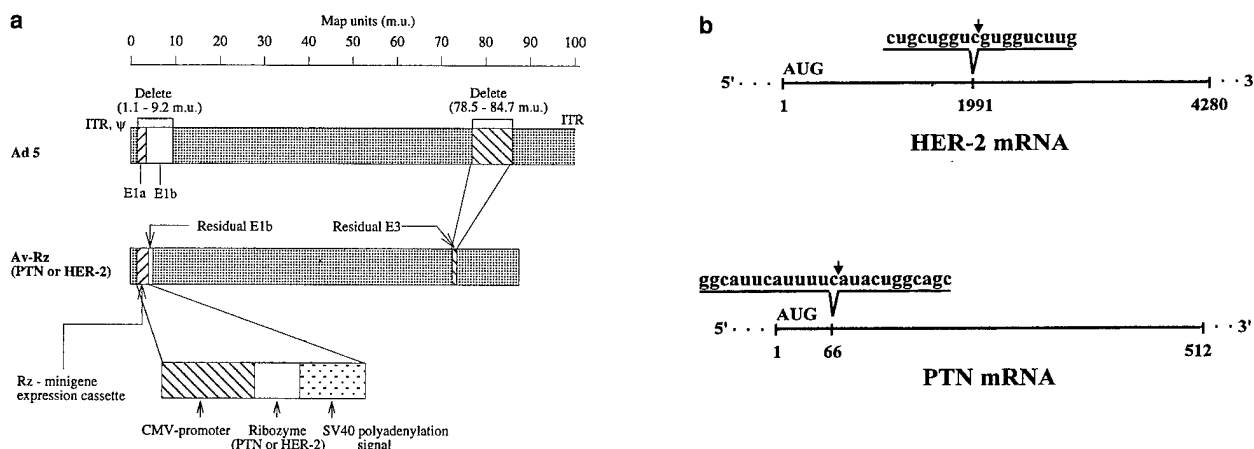 a
Map units (m.u.)
0 10 20 30 40 50 60 70 80 90 100
Delete
(1.1 - 9.2 m.u.)
Delete
(78.5 - 84.7 m.u.)
ITR, ψ
ITR
Ad 5
E1a
E1b
Residual E1b
Residual E3
Av-Rz
(PTN or HER-2)
Rz - minigene
expression cassette
CMV-promoter
Ribozyme
(PTN or HER-2)
SV40 polyadenylation
signal
b
cugcuggucguggucuug
AUG
5' · · · ·
· · · 3
1
1991
4280
HER-2 mRNA
ggcauucauuuucauacuggcagc
AUG
5' · · · ·
· · 3'
1
66
512
PTN mRNA